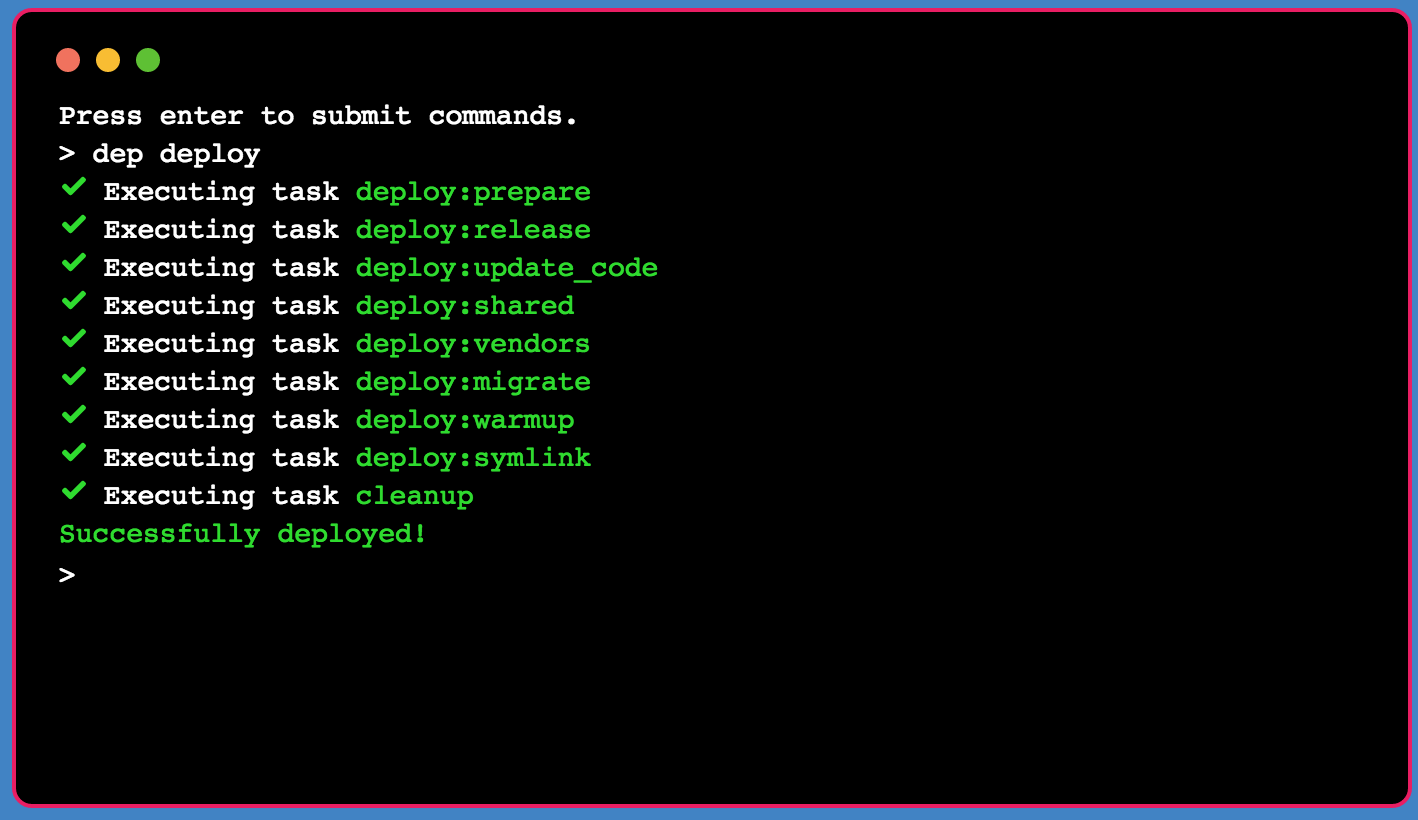 Press enter to submit commands.
> dep deploy
✔ Executing task deploy:prepare
✔ Executing task deploy:release
✔ Executing task deploy:update_code
✔ Executing task deploy:shared
✔ Executing task deploy:vendors
✔ Executing task deploy:migrate
✔ Executing task deploy:warmup
✔ Executing task deploy:symlink
✔ Executing task cleanup
Successfully deployed!
>